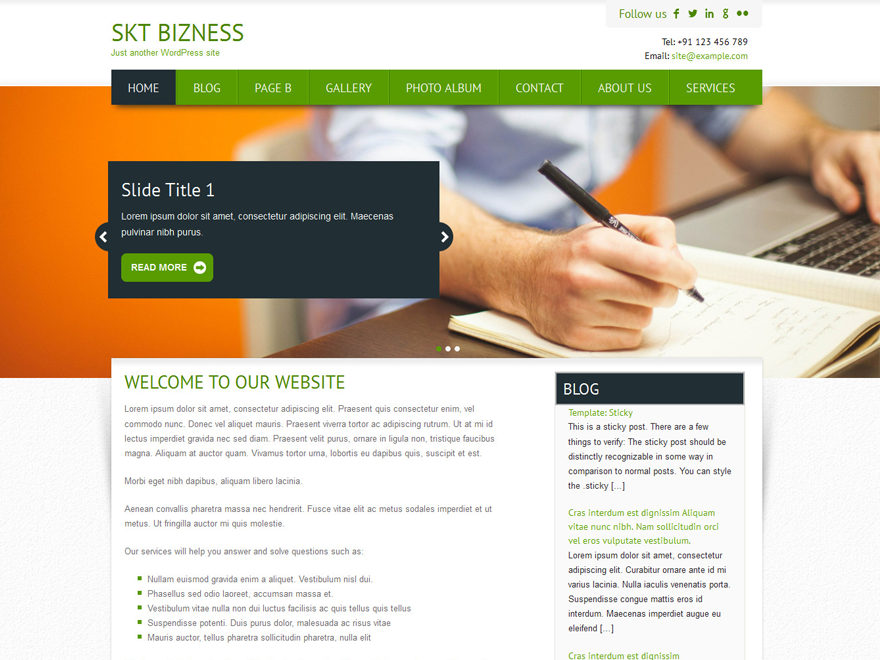 Follow us
SKT BIZNESS
Just another WordPress site
Tel: +91 123 456 789
Email: site@example.com
HOME BLOG PAGE B GALLERY PHOTO ALBUM CONTACT ABOUT US SERVICES
Slide Title 1
Lorem ipsum dolor sit amet, consectetur adipiscing elit. Maecenas
pulvinar nibh purus.
READ MORE
WELCOME TO OUR WEBSITE
Lorem ipsum dolor sit amet, consectetur adipiscing elit. Praesent quis consectetur enim, vel
commodo nunc. Donec vel aliquet mauris. Praesent viverra tortor ac adipiscing rutrum. Ut at mi id
lectus imperdiet gravida nec sed diam. Praesent velit purus, ornare in ligula non, tristique faucibus
magna. Aliquam at auctor quam. Vivamus tortor urna, lobortis eu dapibus quis, suscipit et est.
Morbi eget nibh dapibus, aliquam libero lacinia.
Aenean convallis pharetra massa nec hendrerit. Fusce vitae elit ac metus sodales imperdiet et ut
metus. Ut fringilla auctor mi quis molestie.
Our services will help you answer and solve questions such as:
Nullam euismod gravida enim a aliquet. Vestibulum nisl dui.
Phasellus sed odio laoreet, accumsan massa et.
Vestibulum vitae nulla non dui luctus facilisis ac quis tellus quis tellus
Suspendisse potenti. Duis purus dolor, malesuada ac risus vitae
Mauris auctor, tellus pharetra sollicitudin pharetra, nulla elit
BLOG
Template: Sticky
This is a sticky post. There are a few
things to verify: The sticky post should be
distinctly recognizable in some way in
comparison to normal posts. You can style
the .sticky [...]
Cras interdum est dignissim Aliquam
vitae nunc nibh. Nam sollicitudin orci
vel eros vulputate vestibulum.
Lorem ipsum dolor sit amet, consectetur
adipiscing elit. Curabitur ornare ante id mi
varius lacinia. Nulla iaculis venenatis porta.
Suspendisse congue mattis eros id
interdum. Maecenas imperdiet augue eu
eleifend [...]
Cras interdum est dignissim